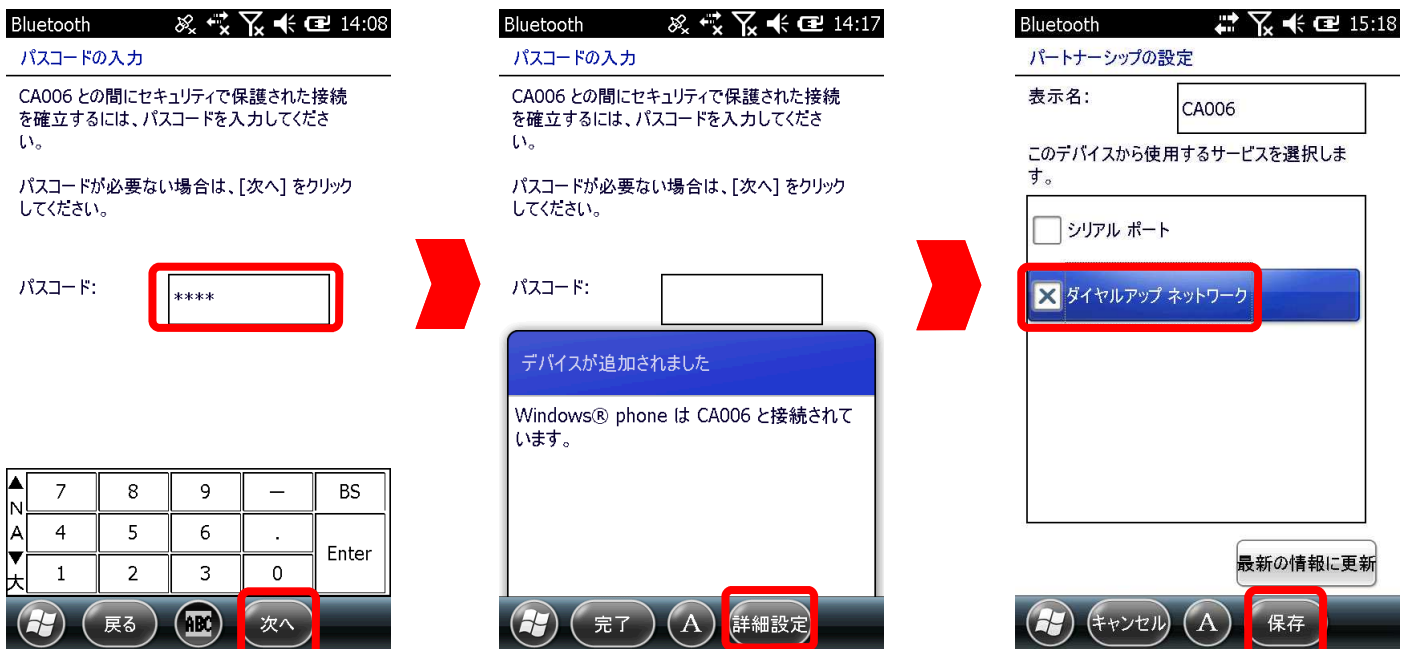 Bluetooth 14:08
パスコードの入力
CA006 との間にセキュリティで保護された接続
を確立するには、パスコードを入力してくださ
い。
パスコードが必要ない場合は、[次へ] をクリック
してください。
パスコード:
****
7 8 9 — BS
N
A 4 5 6 . Enter
大 1 2 3 0
戻る ABC 次へ
Bluetooth 14:17
パスコードの入力
CA006 との間にセキュリティで保護された接続
を確立するには、パスコードを入力してくださ
い。
パスコードが必要ない場合は、[次へ] をクリック
してください。
パスコード:
デバイスが追加されました
Windows® phone は CA006 と接続されて
います。
完了 A 詳細設定
Bluetooth 15:18
パートナーシップの設定
表示名: CA006
このデバイスから使用するサービスを選択しま
す。
シリアル ポート
ダイヤルアップ ネットワーク
最新の情報に更新
キャンセル A 保存